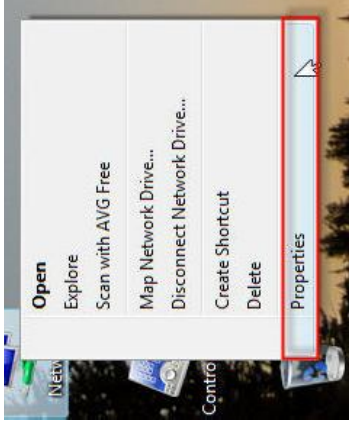 Open
Explore
Scan with AVG Free
Map Network Drive...
Disconnect Network Drive...
Create Shortcut
Delete
Properties
Netw
Contro